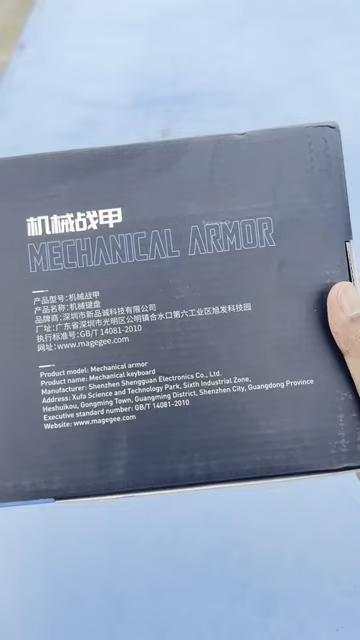 机械战甲
MECHANICAL ARMOR
产品型号:机械战甲
产品名称:机械键盘
品牌商:深圳市新品诚科技有限公司
厂址:广东省深圳市光明区公明镇合水口第六工业区旭发科技园
执行标准号:GB/T 14081-2010
网址:www.magegee.com
Product model: Mechanical armor
Product name: Mechanical keyboard
Manufacturer: Shenzhen Shengguan Electronics Co., Ltd.
Address: Xufa Science and Technology Park, Sixth Industrial Zone,
Heshuikou, Gongming Town, Guangming District, Shenzhen City, Guangdong Province
Executive standard number: GB/T 14081-2010
Website: www.magegee.com